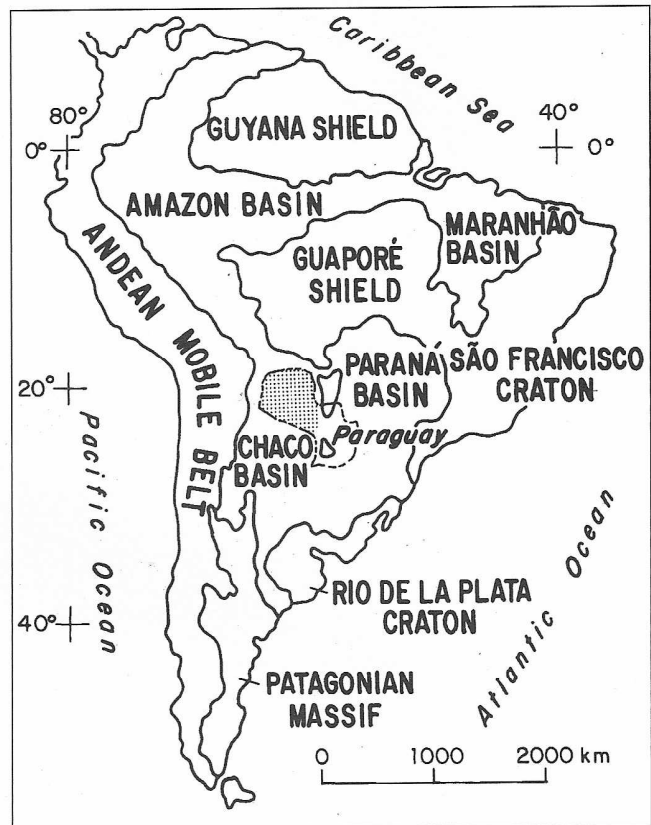 Caribbean Sea
80°
40°
0°
0°
GUYANA SHIELD
AMAZON BASIN
MARANHÃO
BASIN
GUAPORÉ
SHIELD
ANDEAN MOBILE BELT
PARANÁ
BASIN
SÃO FRANCISCO
CRATON
20°
Paraguay
CHACO
BASIN
Pacific Ocean
Atlantic Ocean
RIO DE LA PLATA
CRATON
40°
PATAGONIAN
MASSIF
0 1000 2000 km